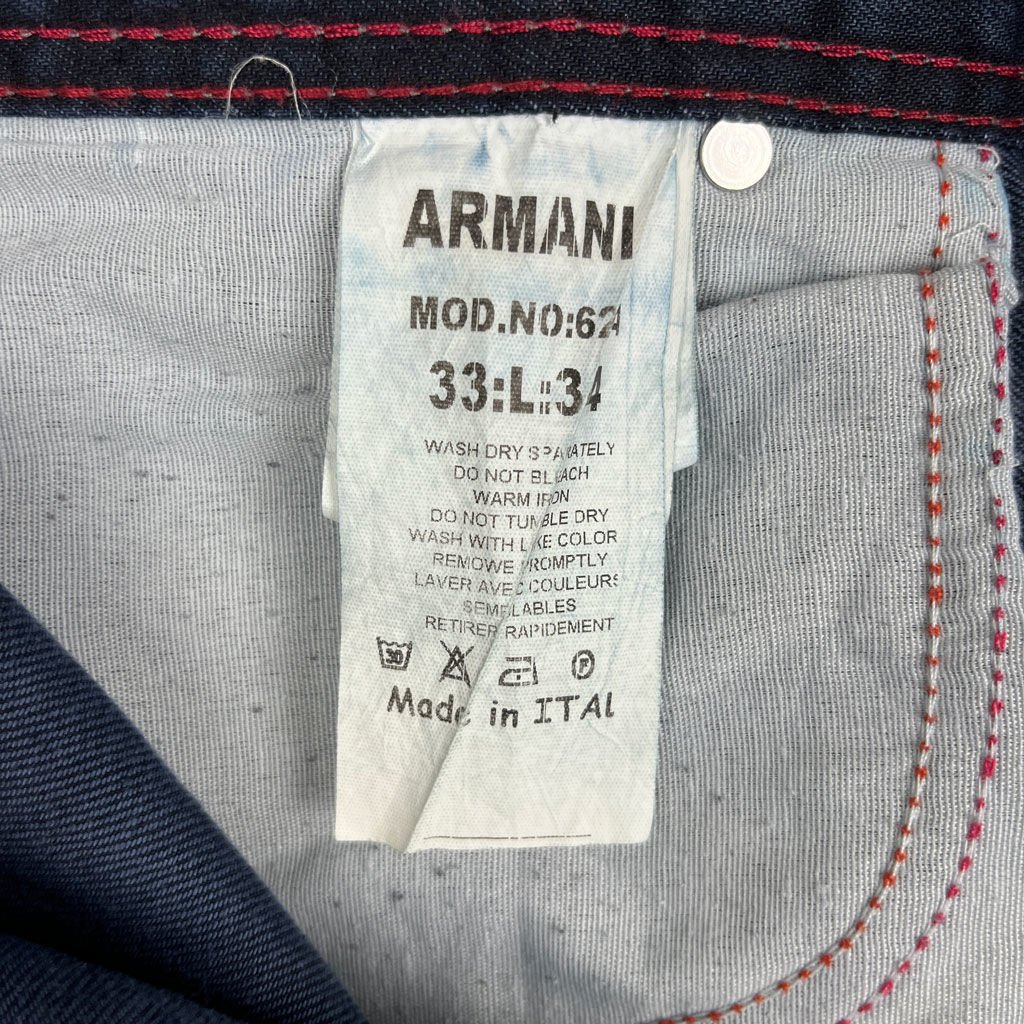 ARMANI
MOD.NO:624
33:L:34
WASH DRY SPARATELY
DO NOT BLEACH
WARM IRON
DO NOT TUMBLE DRY
WASH WITH LIKE COLOR
REMOWE PROMPTLY
LAVER AVEC COULEURS
SEMBLABLES
RETIRER RAPIDEMENT
30 P
Made in ITAL